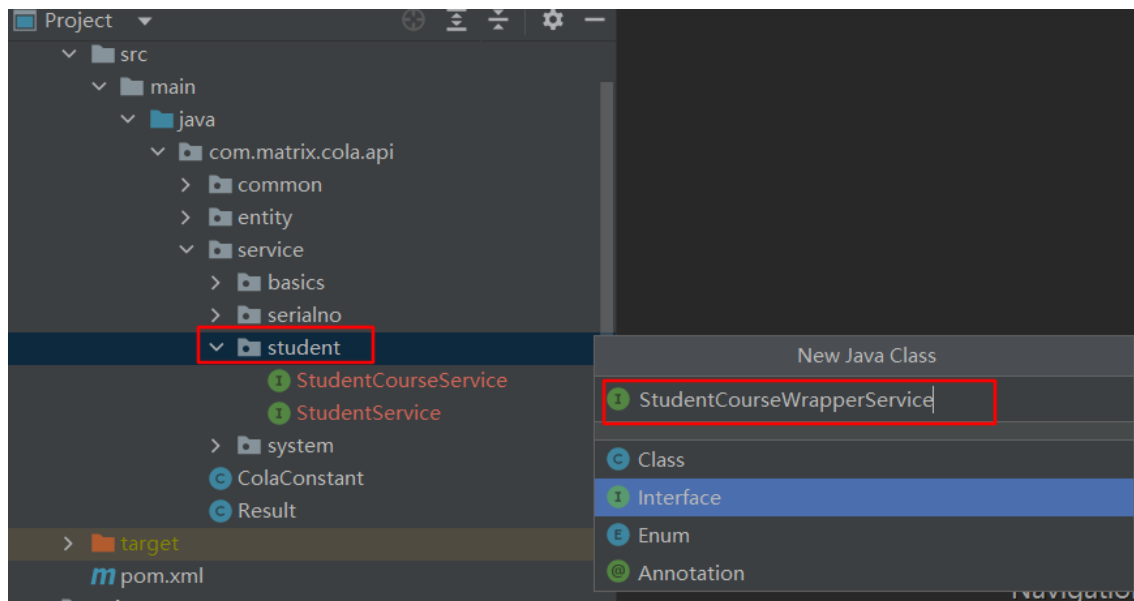 Project
src
main
java
com.matrix.cola.api
common
entity
service
basics
serialno
student
StudentCourseService
StudentService
system
ColaConstant
Result
target
pom.xml
New Java Class
StudentCourseWrapperService
Class
Interface
Enum
Annotation